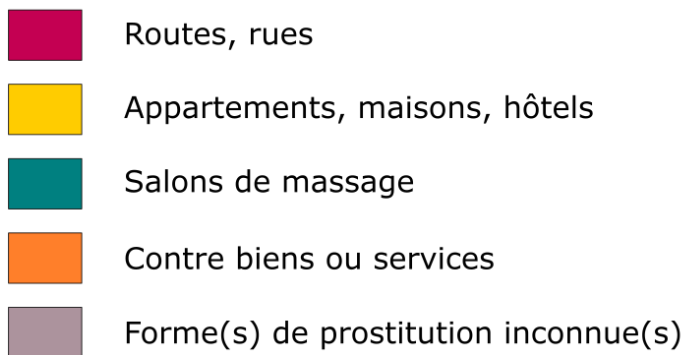 Routes, rues
Appartements, maisons, hôtels
Salons de massage
Contre biens ou services
Forme(s) de prostitution inconnue(s)